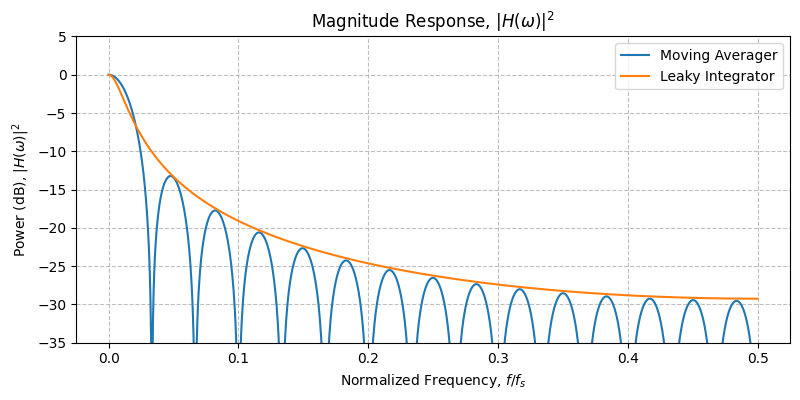 Magnitude Response, |H(ω)|²
Moving Averager
Leaky Integrator
Power (dB), |H(ω)|²
5
0
−5
−10
−15
−20
−25
−30
−35
0.0 0.1 0.2 0.3 0.4 0.5
Normalized Frequency, f/fₛ